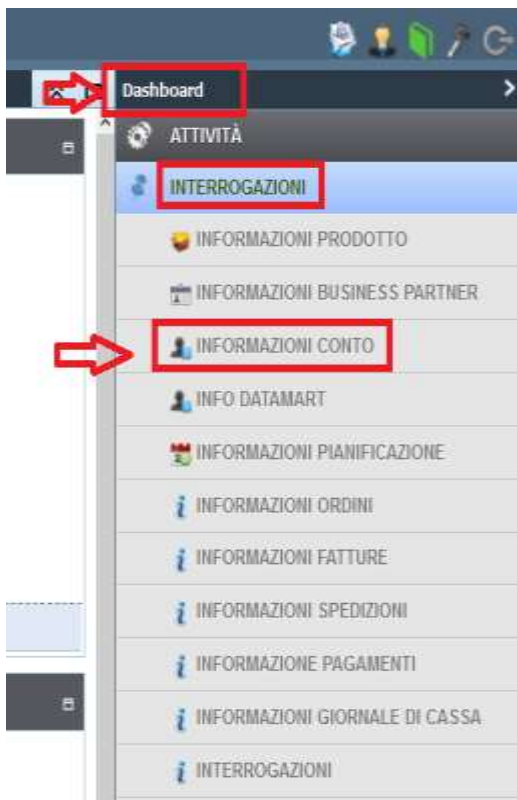 Dashboard
ATTIVITÀ
INTERROGAZIONI
INFORMAZIONI PRODOTTO
INFORMAZIONI BUSINESS PARTNER
INFORMAZIONI CONTO
INFO DATAMART
INFORMAZIONI PIANIFICAZIONE
INFORMAZIONI ORDINI
INFORMAZIONI FATTURE
INFORMAZIONI SPEDIZIONI
INFORMAZIONE PAGAMENTI
INFORMAZIONI GIORNALE DI CASSA
INTERROGAZIONI